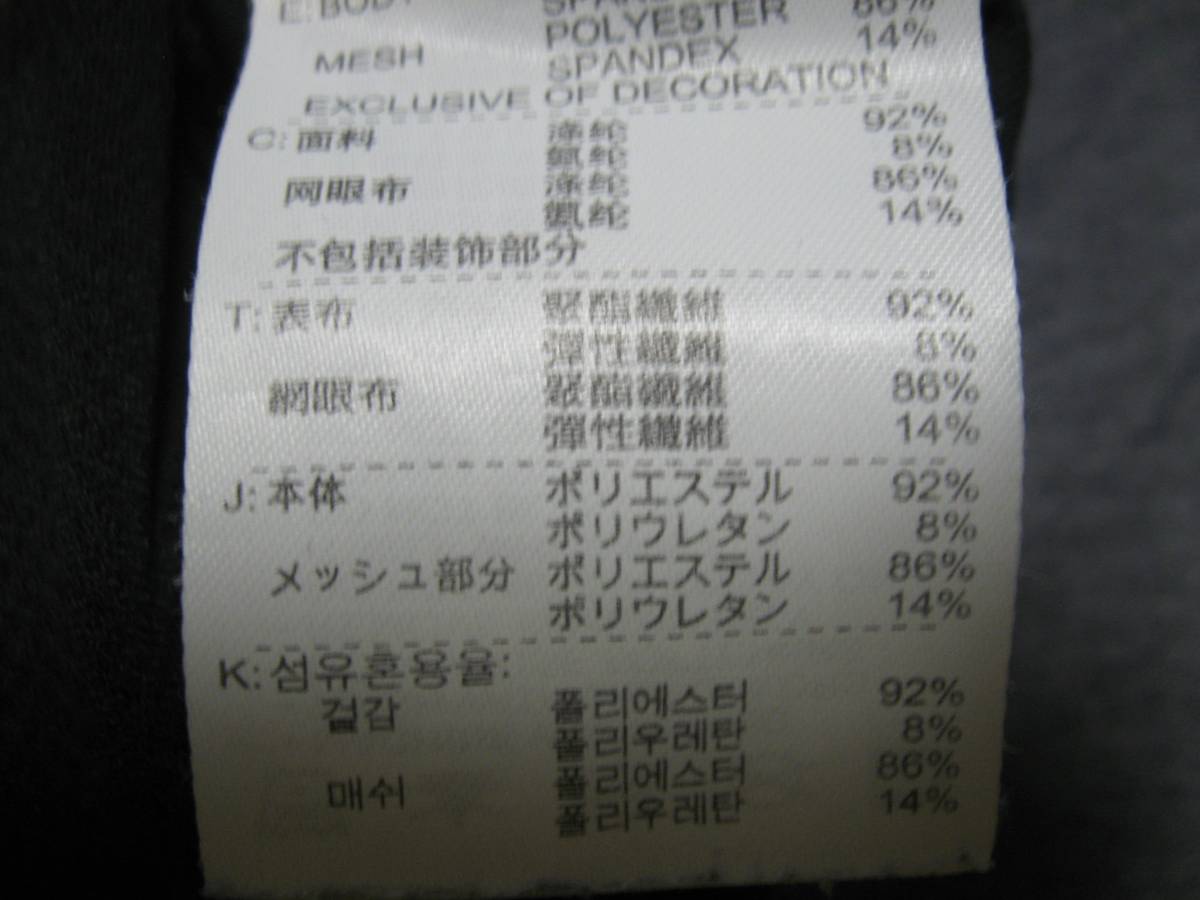 E: BODY SPANDEX
POLYESTER 86%
MESH SPANDEX 14%
EXCLUSIVE OF DECORATION
C: 面料 涤纶 92%
氨纶 8%
网眼布 涤纶 86%
氨纶 14%
不包括装饰部分
T: 表布 聚酯纖維 92%
彈性纖維 8%
網眼布 聚酯纖維 86%
彈性纖維 14%
J: 本体 ポリエステル 92%
ポリウレタン 8%
メッシュ部分 ポリエステル 86%
ポリウレタン 14%
K: 섬유혼용율:
겉감 폴리에스터 92%
폴리우레탄 8%
매쉬 폴리에스터 86%
폴리우레탄 14%